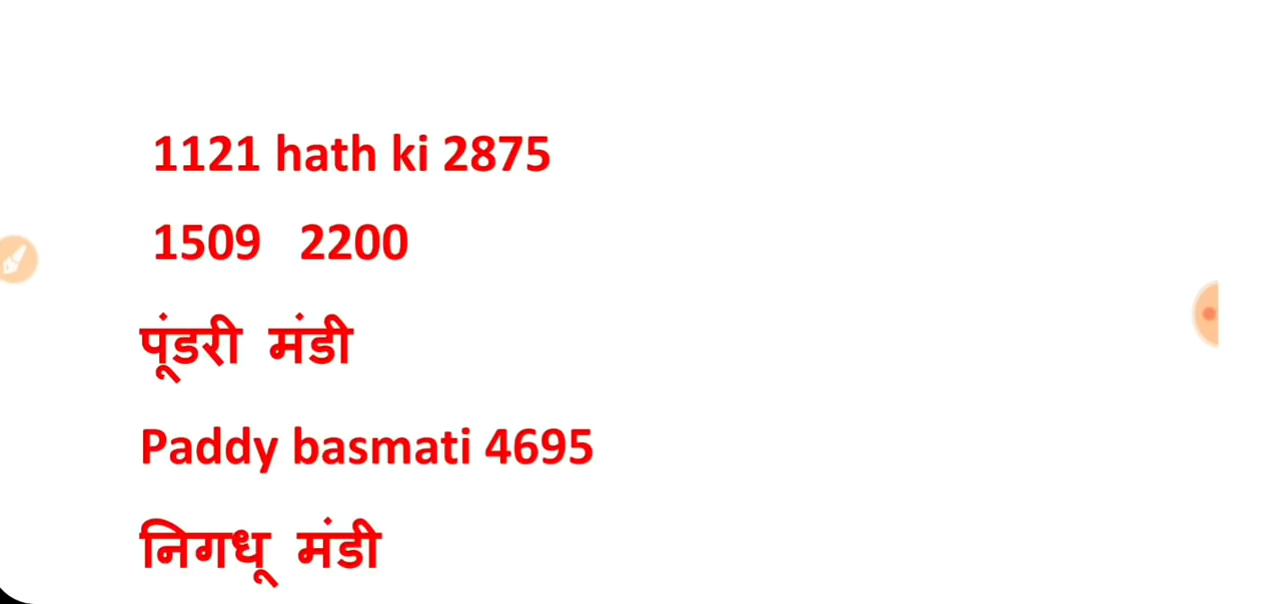 1121 hath ki 2875
1509 2200
पूंडरी मंडी
Paddy basmati 4695
निगधू मंडी